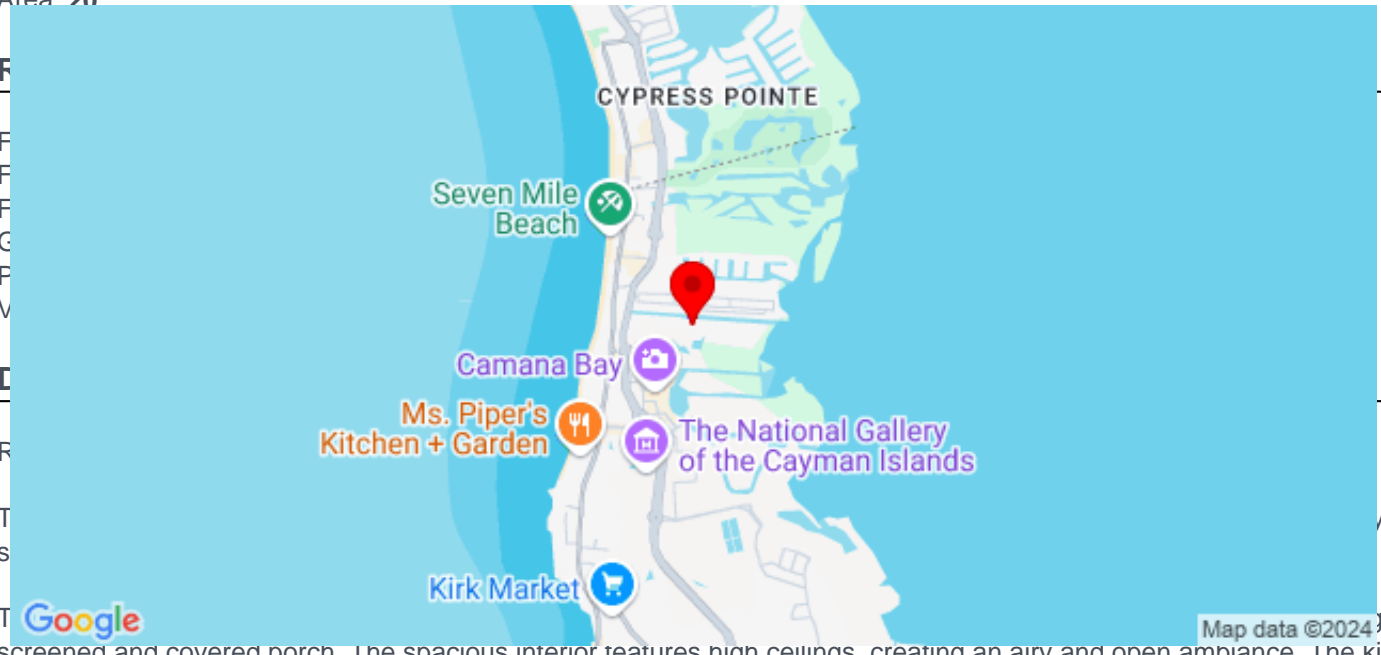 CYPRESS POINTE
Seven Mile
Beach
Camana Bay
Ms. Piper's
Kitchen + Garden
The National Gallery
of the Cayman Islands
Kirk Market
Google
Map data ©2024
screened and covered porch. The spacious interior features high ceilings, creating an airy and open ambiance. The